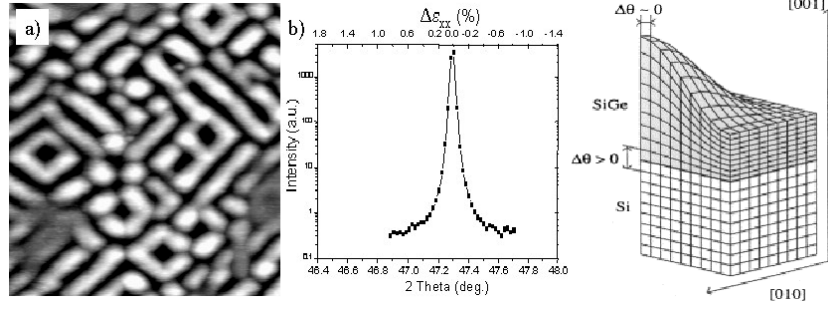 a)
b)
Δε_xx (%)
1.8 1.4 1.0 0.6 0.2 0.0 -0.2 -0.6 -1.0 -1.4
Intensity (a.u.)
1000
100
10
1
0.1
46.4 46.6 46.8 47.0 47.2 47.4 47.6 47.8 48.0
2 Theta (deg.)
Δθ ~ 0
[001]
SiGe
Δθ > 0
Si
[010]